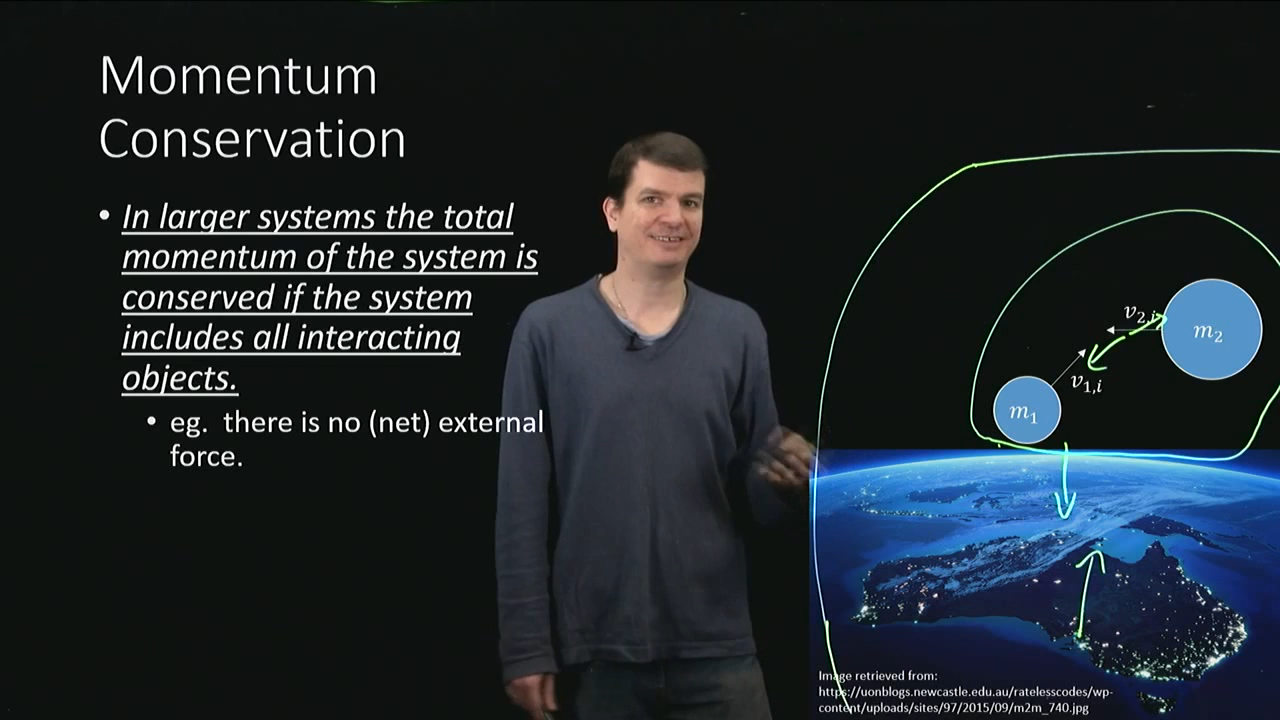 Momentum
Conservation
• In larger systems the total
momentum of the system is
conserved if the system
includes all interacting
objects.
• eg.  there is no (net) external
force.
v₂,ᵢ
m₂
v₁,ᵢ
m₁
Image retrieved from:
https://uonblogs.newcastle.edu.au/ratelesscodes/wp-
content/uploads/sites/97/2015/09/m2m_740.jpg